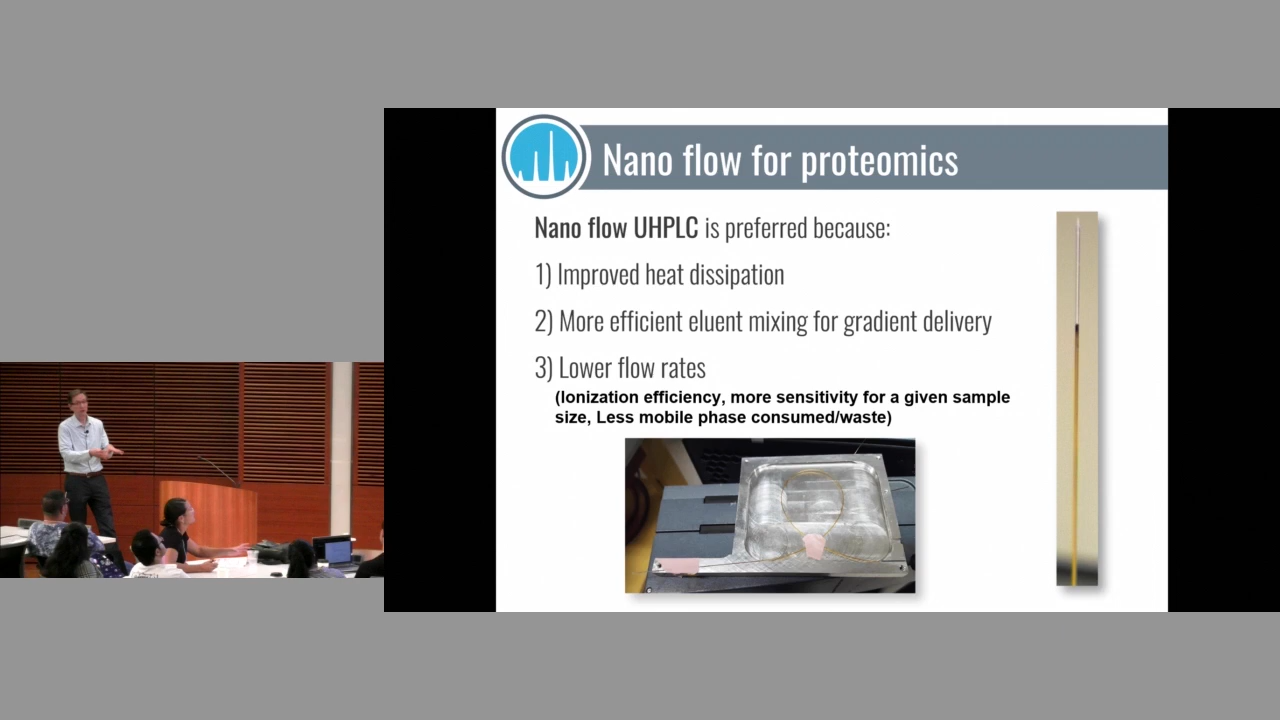 Nano flow for proteomics
Nano flow UHPLC is preferred because:
1) Improved heat dissipation
2) More efficient eluent mixing for gradient delivery
3) Lower flow rates
(Ionization efficiency, more sensitivity for a given sample
size, Less mobile phase consumed/waste)